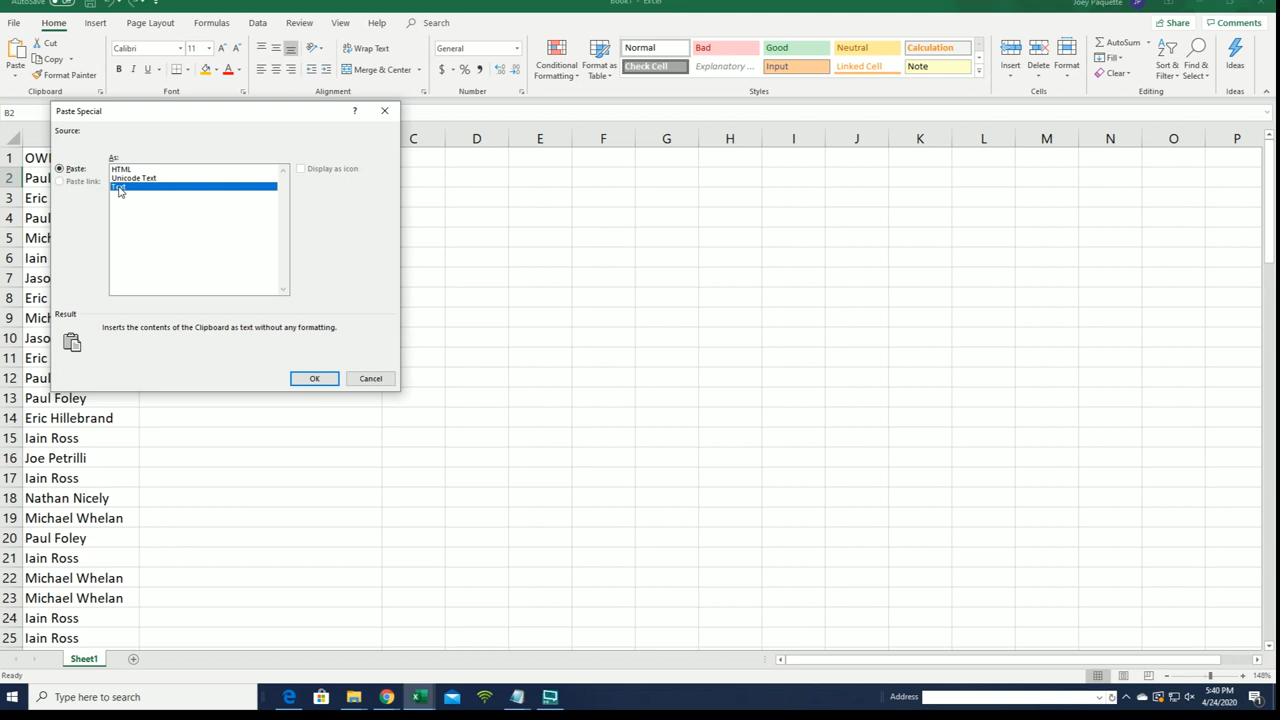 AutoSave Off Book1 - Excel Joey Paquette JP
File Home Insert Page Layout Formulas Data Review View Help Search Share Comments
Paste Cut Copy Format Painter Clipboard
Calibri 11 A A B I U A Font
Wrap Text Merge & Center Alignment
General $ % Number
Conditional Formatting Format as Table
Normal Bad Good Neutral Calculation
Check Cell Explanatory ... Input Linked Cell Note
Styles
Insert Delete Format Cells
AutoSum Fill Clear Sort & Filter Find & Select Editing
Ideas Ideas
B2
C D E F G H I J K L M N O P
Paste Special ?
Source:
As:
Paste:
Paste link:
HTML
Unicode Text
Text
Display as icon
Result
Inserts the contents of the Clipboard as text without any formatting.
OK Cancel
1
2 Paul
3 Eric
4 Paul
5 Mich
6 Iain
7 Jaso
8 Eric
9 Mich
10 Jaso
11 Eric
12 Paul
13 Paul Foley
14 Eric Hillebrand
15 Iain Ross
16 Joe Petrilli
17 Iain Ross
18 Nathan Nicely
19 Michael Whelan
20 Paul Foley
21 Iain Ross
22 Michael Whelan
23 Michael Whelan
24 Iain Ross
25 Iain Ross
Sheet1
Ready 148%
Type here to search Address 5:40 PM
4/24/2020 1